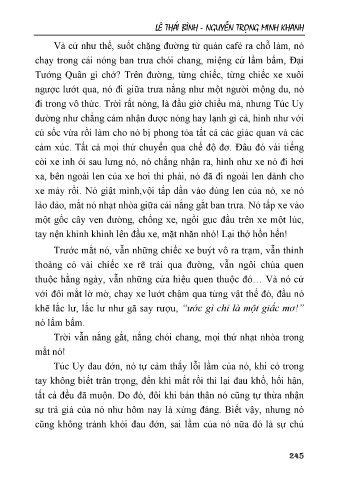 LÊ THÁI BÌNH - NGUYỄN TRỌNG MINH KHANH
Và cứ như thế, suốt chặng đường từ quán café ra chỗ làm, nó
chạy trong cái nóng ban trưa chói chang, miệng cứ lẩm bẩm, Đại
Tướng Quân gì chớ? Trên đường, từng chiếc, từng chiếc xe xuôi
ngược lướt qua, nó đi giữa trưa nắng như một người mộng du, nó
đi trong vô thức. Trời rất nóng, là đầu giờ chiều mà, nhưng Túc Uy
dường như chẳng cảm nhận được nóng hay lạnh gì cả, hình như với
cú sốc vừa rồi làm cho nó bị phong tỏa tất cả các giác quan và các
cảm xúc. Tất cả mọi thứ chuyển qua chế độ đơ. Đâu đó vài tiếng
còi xe inh ỏi sau lưng nó, nó chẳng nhận ra, hình như xe nó đi hơi
xa, bên ngoài len của xe hơi thì phải, nó đã đi ngoài len dành cho
xe máy rồi. Nó giật mình,vội tấp dần vào đúng len của nó, xe nó
lảo đảo, mắt nó nhạt nhòa giữa cái nắng gắt ban trưa. Nó tấp xe vào
một gốc cây ven đường, chống xe, ngồi gục đầu trên xe một lúc,
tay nện khình khình lên đầu xe, mặt nhăn nhó! Lại thở hổn hển!
Trước mắt nó, vẫn những chiếc xe buýt vô ra trạm, vẫn thỉnh
thoảng có vài chiếc xe rẽ trái qua đường, vẫn ngôi chùa quen
thuộc hằng ngày, vẫn những cửa hiệu quen thuộc đó… Và nó cứ
với đôi mắt lờ mờ, chạy xe lướt chậm qua từng vật thể đó, đầu nó
khẽ lắc lư, lắc lư như gã say rượu, “ước gì chỉ là một giấc mơ!”
nó lẩm bẩm.
Trời vẫn nắng gắt, nắng chói chang, mọi thứ nhạt nhòa trong
mắt nó!
Túc Uy đau đớn, nó tự cảm thấy lỗi lầm của nó, khi có trong
tay không biết trân trọng, đến khi mất rồi thì lại đau khổ, hối hận,
tất cả đều đã muộn. Do đó, đôi khi bản thân nó cũng tự thừa nhận
sự trả giá của nó như hôm nay là xứng đáng. Biết vậy, nhưng nó
cũng không tránh khỏi đau đớn, sai lầm của nó nữa đó là sự chủ
245